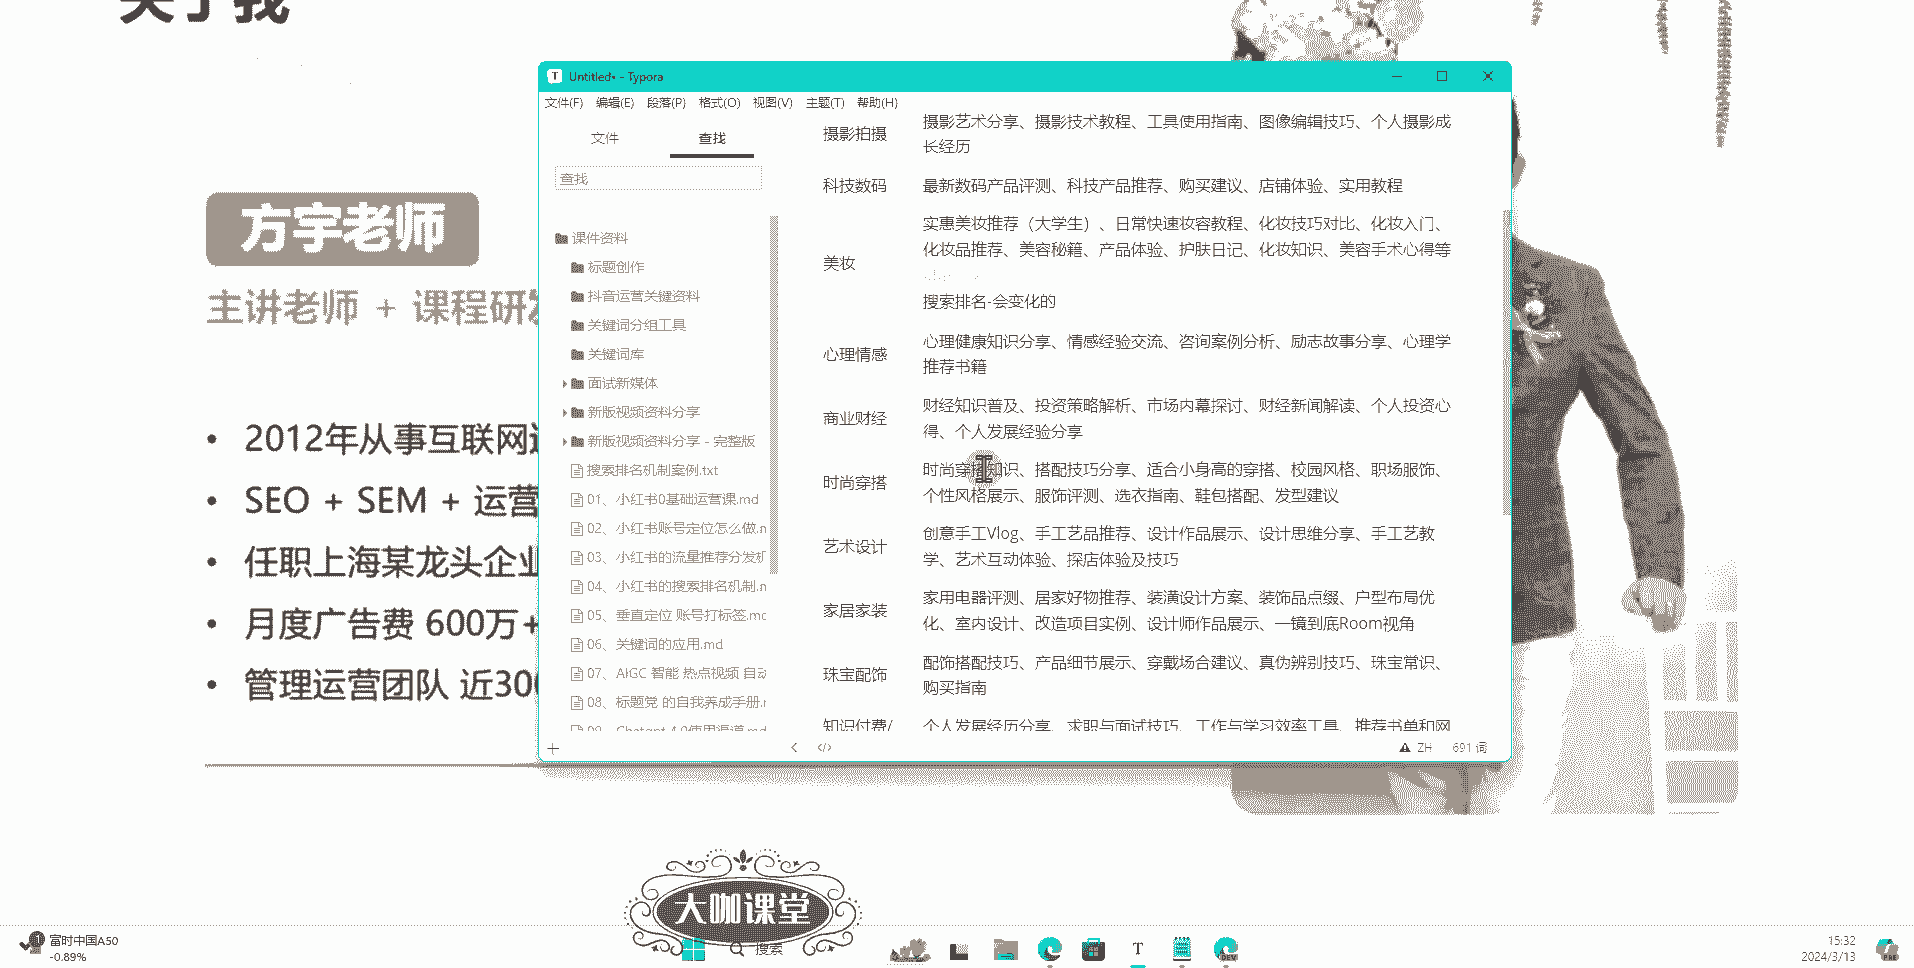 关于我
方宇老师
主讲老师 + 课程研发
2012年从事互联网
SEO + SEM + 运营
任职上海某龙头企业
月度广告费 600万+
管理运营团队 近300
Untitled• - Typora
文件(F) 编辑(E) 段落(P) 格式(O) 视图(V) 主题(T) 帮助(H)
文件 查找
查找
课件资料
标题创作
抖音运营关键资料
关键词分组工具
关键词库
面试新媒体
新版视频资料分享
新版视频资料分享 - 完整版
搜索排名机制案例.txt
01、小红书0基础运营课.md
02、小红书账号定位怎么做.m
03、小红书的流量推荐分发机
04、小红书的搜索排名机制.m
05、垂直定位 账号打标签.md
06、关键词的应用.md
07、AIGC 智能 热点视频 自动
08、标题党 的自我养成手册.m
09、Chatgpt 4.0使用渠道.md
摄影拍摄
摄影艺术分享、摄影技术教程、工具使用指南、图像编辑技巧、个人摄影成
长经历
科技数码
最新数码产品评测、科技产品推荐、购买建议、店铺体验、实用教程
美妆
实惠美妆推荐（大学生）、日常快速妆容教程、化妆技巧对比、化妆入门、
化妆品推荐、美容秘籍、产品体验、护肤日记、化妆知识、美容手术心得等
搜索排名-会变化的
心理情感
心理健康知识分享、情感经验交流、咨询案例分析、励志故事分享、心理学
推荐书籍
商业财经
财经知识普及、投资策略解析、市场内幕探讨、财经新闻解读、个人投资心
得、个人发展经验分享
时尚穿搭
时尚穿搭知识、搭配技巧分享、适合小身高的穿搭、校园风格、职场服饰、
个性风格展示、服饰评测、选衣指南、鞋包搭配、发型建议
艺术设计
创意手工Vlog、手工艺品推荐、设计作品展示、设计思维分享、手工艺教
学、艺术互动体验、探店体验及技巧
家居家装
家用电器评测、居家好物推荐、装潢设计方案、装饰品点缀、户型布局优
化、室内设计、改造项目实例、设计师作品展示、一镜到底Room视角
珠宝配饰
配饰搭配技巧、产品细节展示、穿戴场合建议、真伪辨别技巧、珠宝常识、
购买指南
知识付费/
个人发展经历分享、求职与面试技巧、工作与学习效率工具、推荐书单和网
ZH 691 词
大咖课堂
富时中国A50
-0.89%
搜索
15:32
2024/3/13